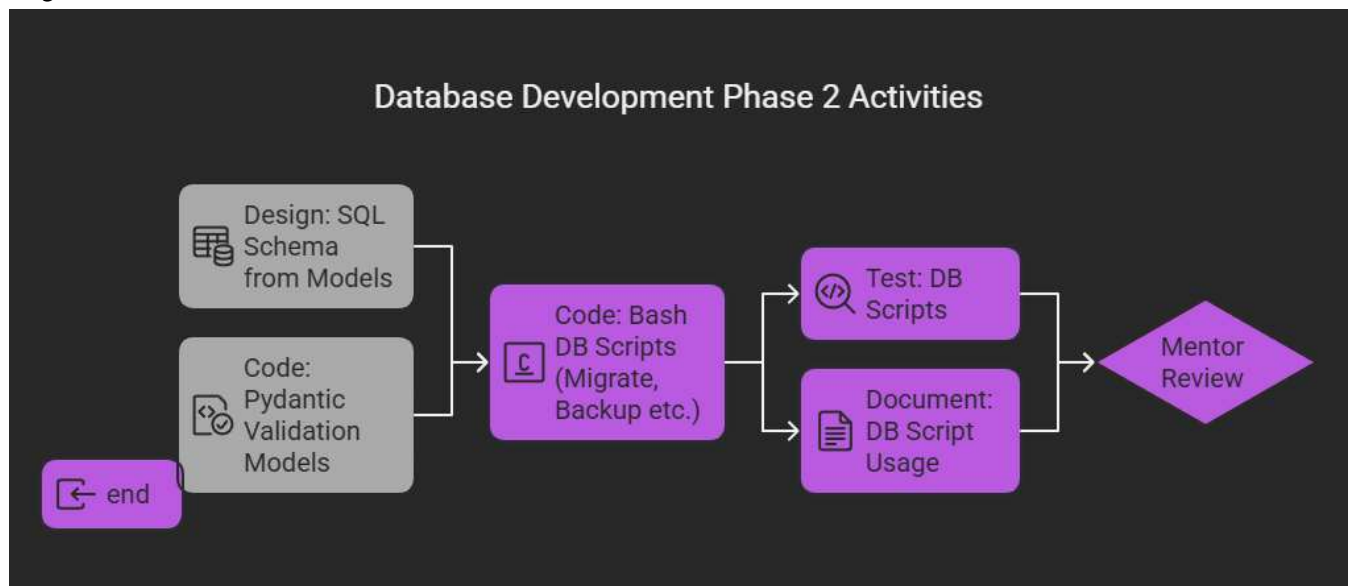 Database Development Phase 2 Activities
Design: SQL
Schema
from Models
Code:
Pydantic
Validation
Models
end
Code: Bash
DB Scripts
(Migrate,
Backup etc.)
Test: DB
Scripts
Document:
DB Script
Usage
Mentor
Review